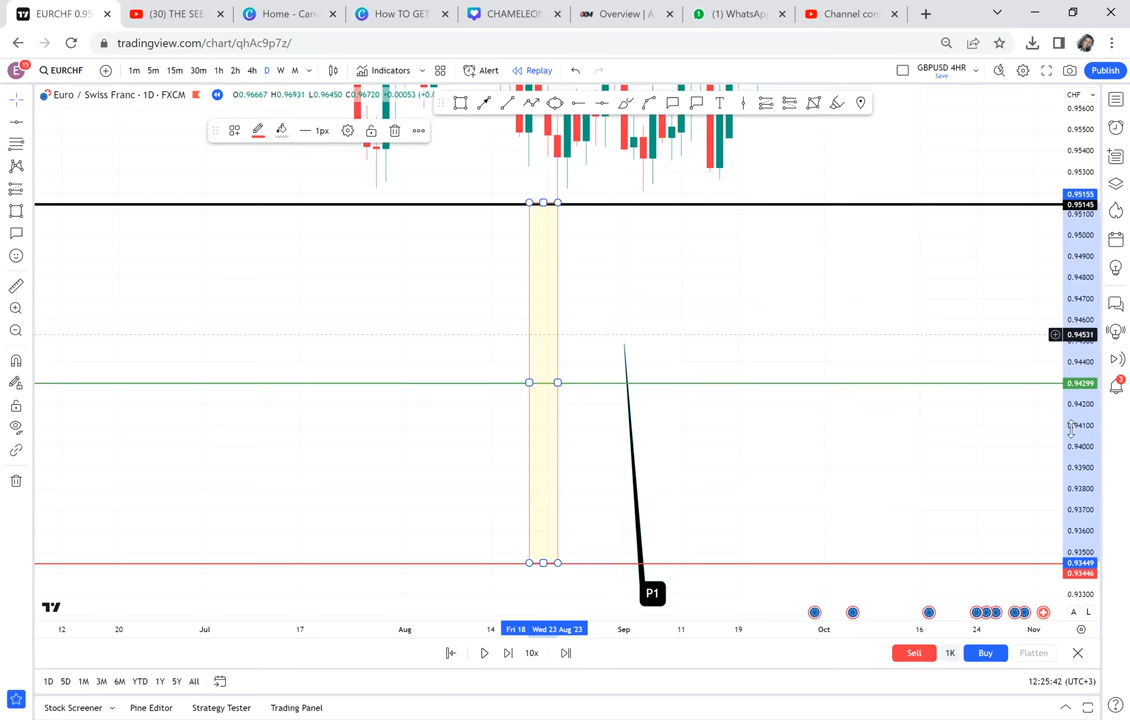 EURCHF 0.95
(30) THE SEE
Home - Can
How TO GET
CHAMELEON
Overview | A
(1) WhatsApp
Channel con
tradingview.com/chart/qhAc9p7z/
E 15 EURCHF 1m 5m 15m 30m 1h 2h 4h D W M Indicators Alert Replay GBPUSD 4HR Save Publish
Euro / Swiss Franc · 1D · FXCM O0.96667 H0.96931 L0.96450 C0.96720 +0.00053 (+0.
CHF
1px
0.95600
0.95500
0.95400
0.95300
0.95155
0.95145
0.95100
0.95000
0.94900
0.94800
0.94700
0.94600
0.94531
0.94400
0.94299
0.94200
0.94100
0.94000
0.93900
0.93800
0.93700
0.93600
0.93500
0.93449
0.93446
0.93300
3
P1
A L
12 20 Jul 17 Aug 14 Fri 18 Wed 23 Aug '23 Sep 11 19 Oct 16 24 Nov
10x Sell 1K Buy Flatten
1D 5D 1M 3M 6M YTD 1Y 5Y All 12:25:42 (UTC+3)
Stock Screener Pine Editor Strategy Tester Trading Panel